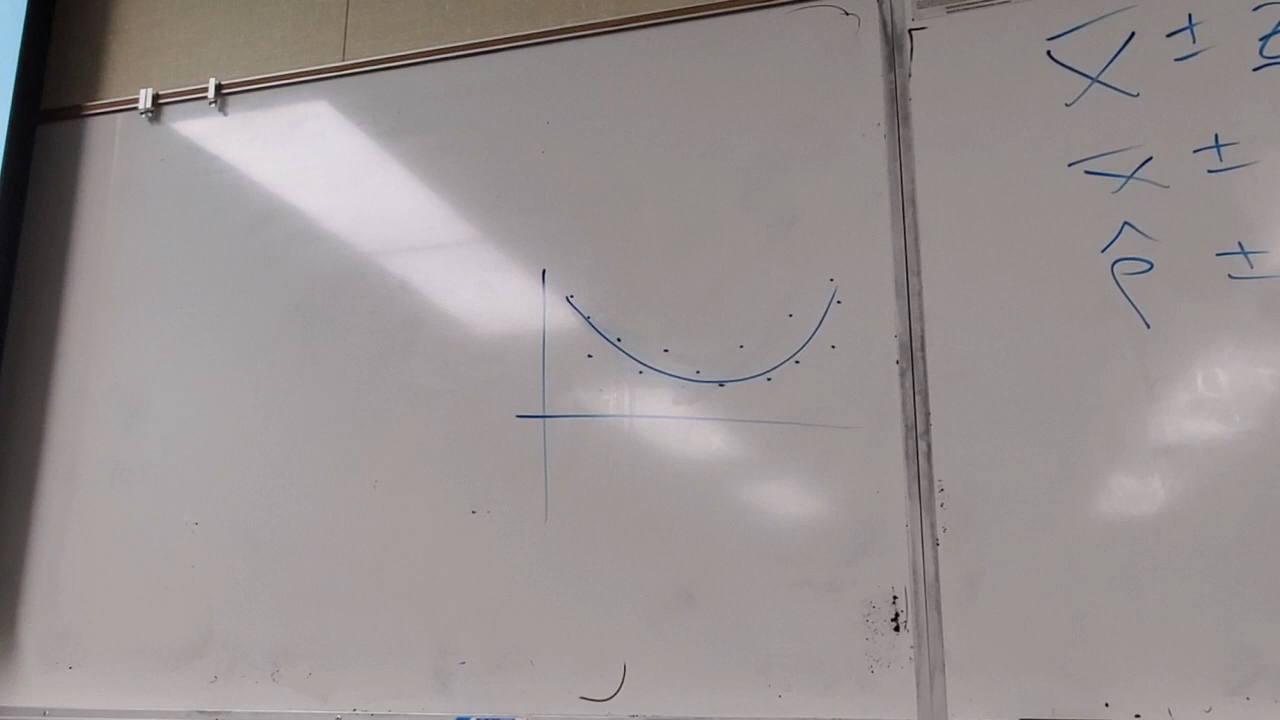 x̄ ±
x̄ ±
p̂ ±